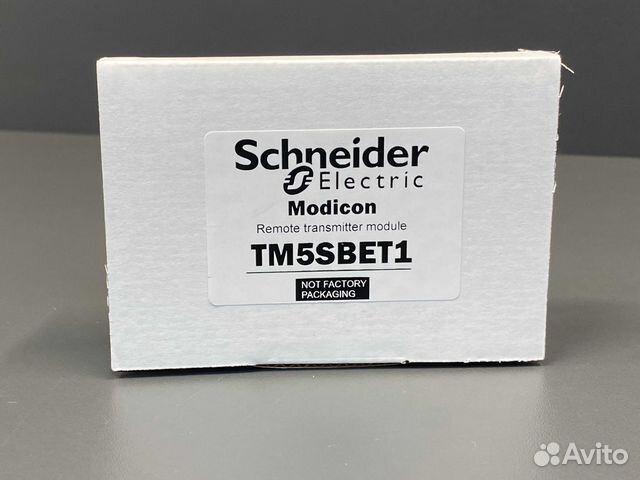 Schneider
Electric
Modicon
Remote transmitter module
TM5SBET1
NOT FACTORY
PACKAGING
Avito